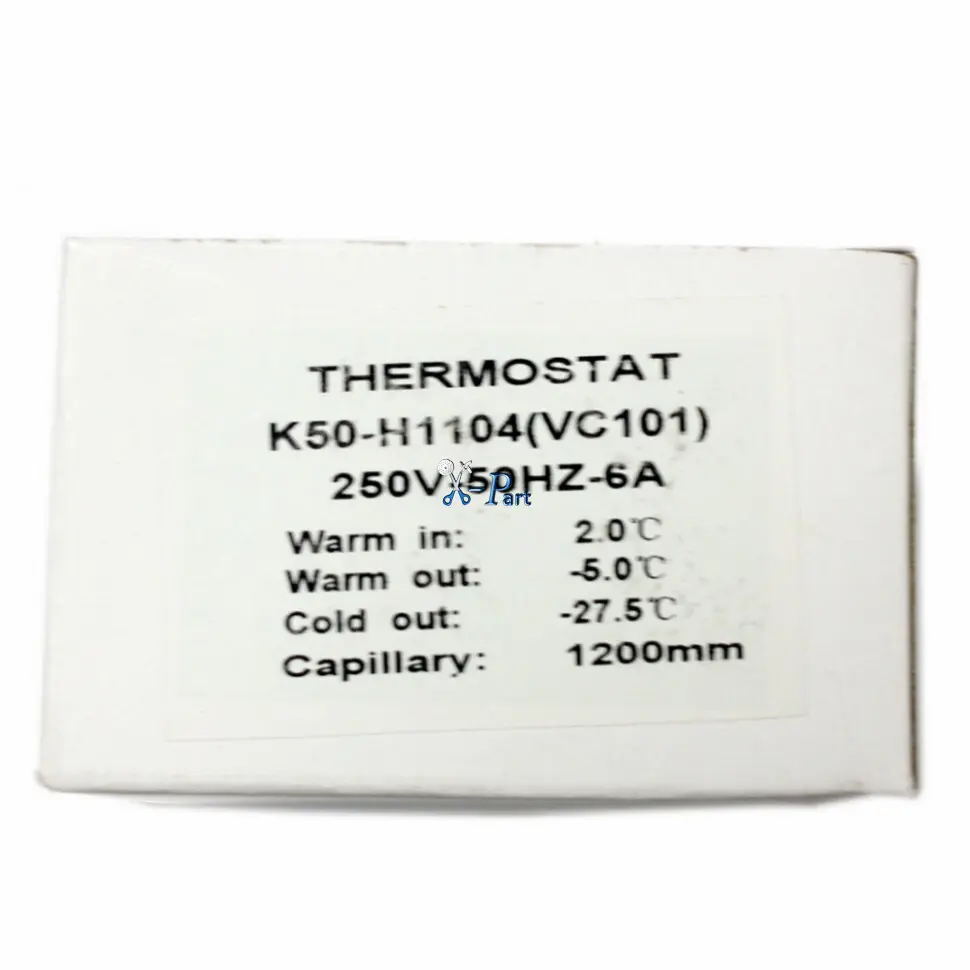 THERMOSTAT
K50-H1104(VC101)
250V-50HZ-6A
X-Part
Warm in: 2.0℃
Warm out: -5.0℃
Cold out: -27.5℃
Capillary: 1200mm